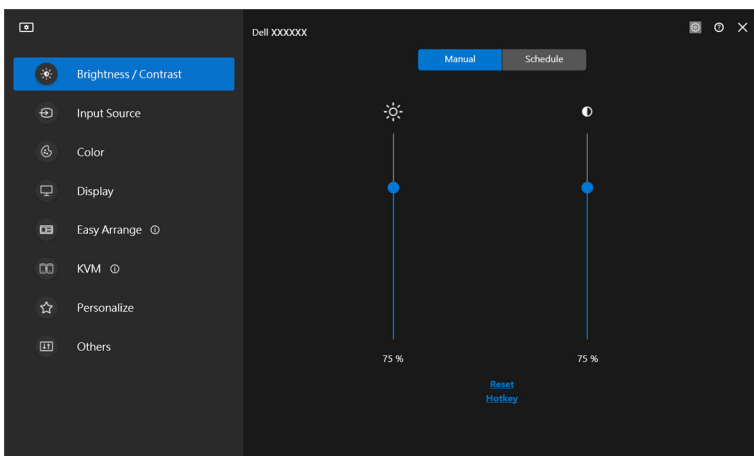 Dell XXXXXX
Manual
Schedule
Brightness / Contrast
Input Source
Color
Display
Easy Arrange
KVM
Personalize
Others
75 %
75 %
Reset
Hotkey